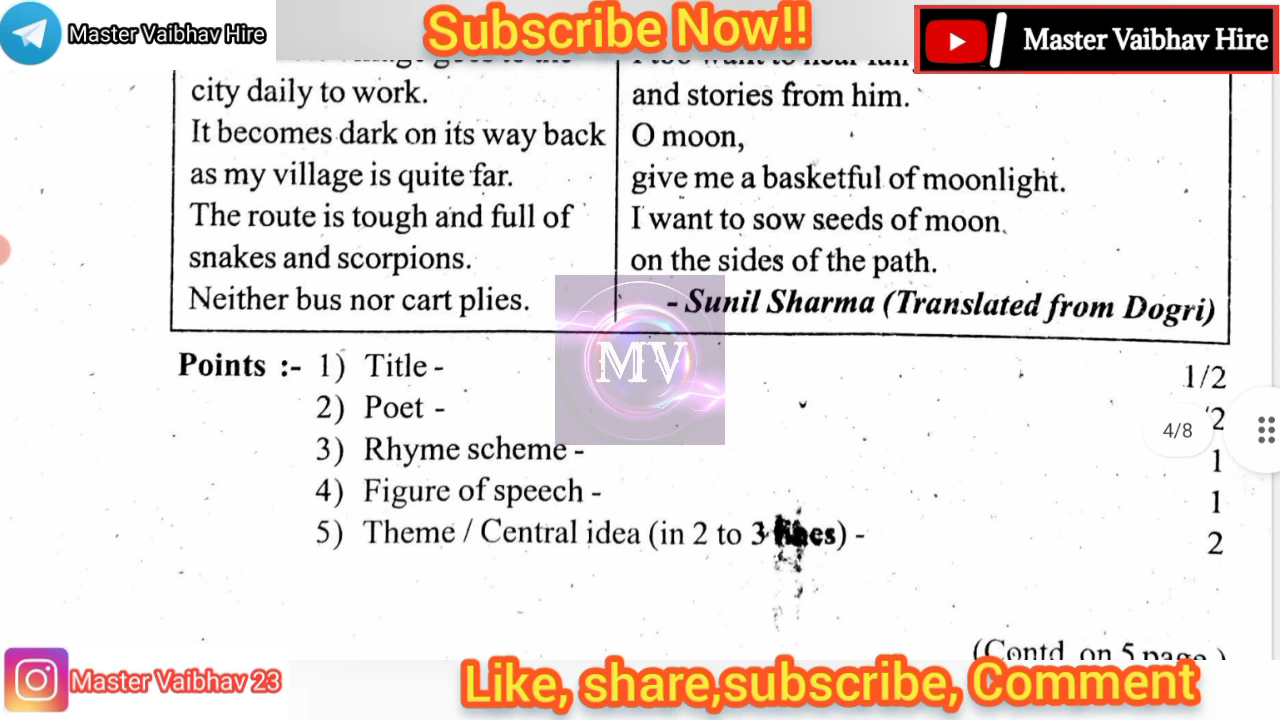 Master Vaibhav Hire
Subscribe Now!!
Master Vaibhav Hire
city daily to work.
It becomes dark on its way back
as my village is quite far.
The route is tough and full of
snakes and scorpions.
Neither bus nor cart plies.
I too want to hear
and stories from him.
O moon,
give me a basketful of moonlight.
I want to sow seeds of moon
on the sides of the path.
- Sunil Sharma (Translated from Dogri)
MV
Points :- 1) Title - 1/2
2) Poet - 2
3) Rhyme scheme - 1
4) Figure of speech - 1
5) Theme / Central idea (in 2 to 3 lines) - 2
4/8
(Contd. on 5 page.)
Master Vaibhav 23
Like, share,subscribe, Comment